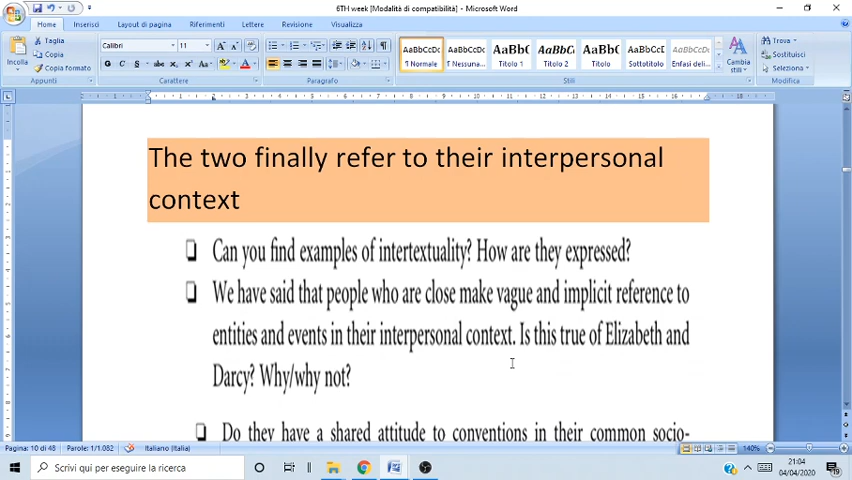 6TH week [Modalità di compatibilità] - Microsoft Word
Home Inserisci Layout di pagina Riferimenti Lettere Revisione Visualizza
Incolla
Taglia
Copia
Copia formato
Appunti
Calibri 11
Carattere
Paragrafo
AaBbCcDc AaBbCcDc AaBbC AaBbCc AaBbC AaBbCcI AaBbCcDc
¶ Normale ¶ Nessuna... Titolo 1 Titolo 2 Titolo Sottotitolo Enfasi deli...
Stili
Cambia stili
Trova
Sostituisci
Seleziona
Modifica
The two finally refer to their interpersonal
context
Can you find examples of intertextuality? How are they expressed?
We have said that people who are close make vague and implicit reference to
entities and events in their interpersonal context. Is this true of Elizabeth and
Darcy? Why/why not?
Do they have a shared attitude to conventions in their common socio-
Pagina: 10 di 48 Parole: 1/1.082 Italiano (Italia) 140%
Scrivi qui per eseguire la ricerca
21:04
04/04/2020